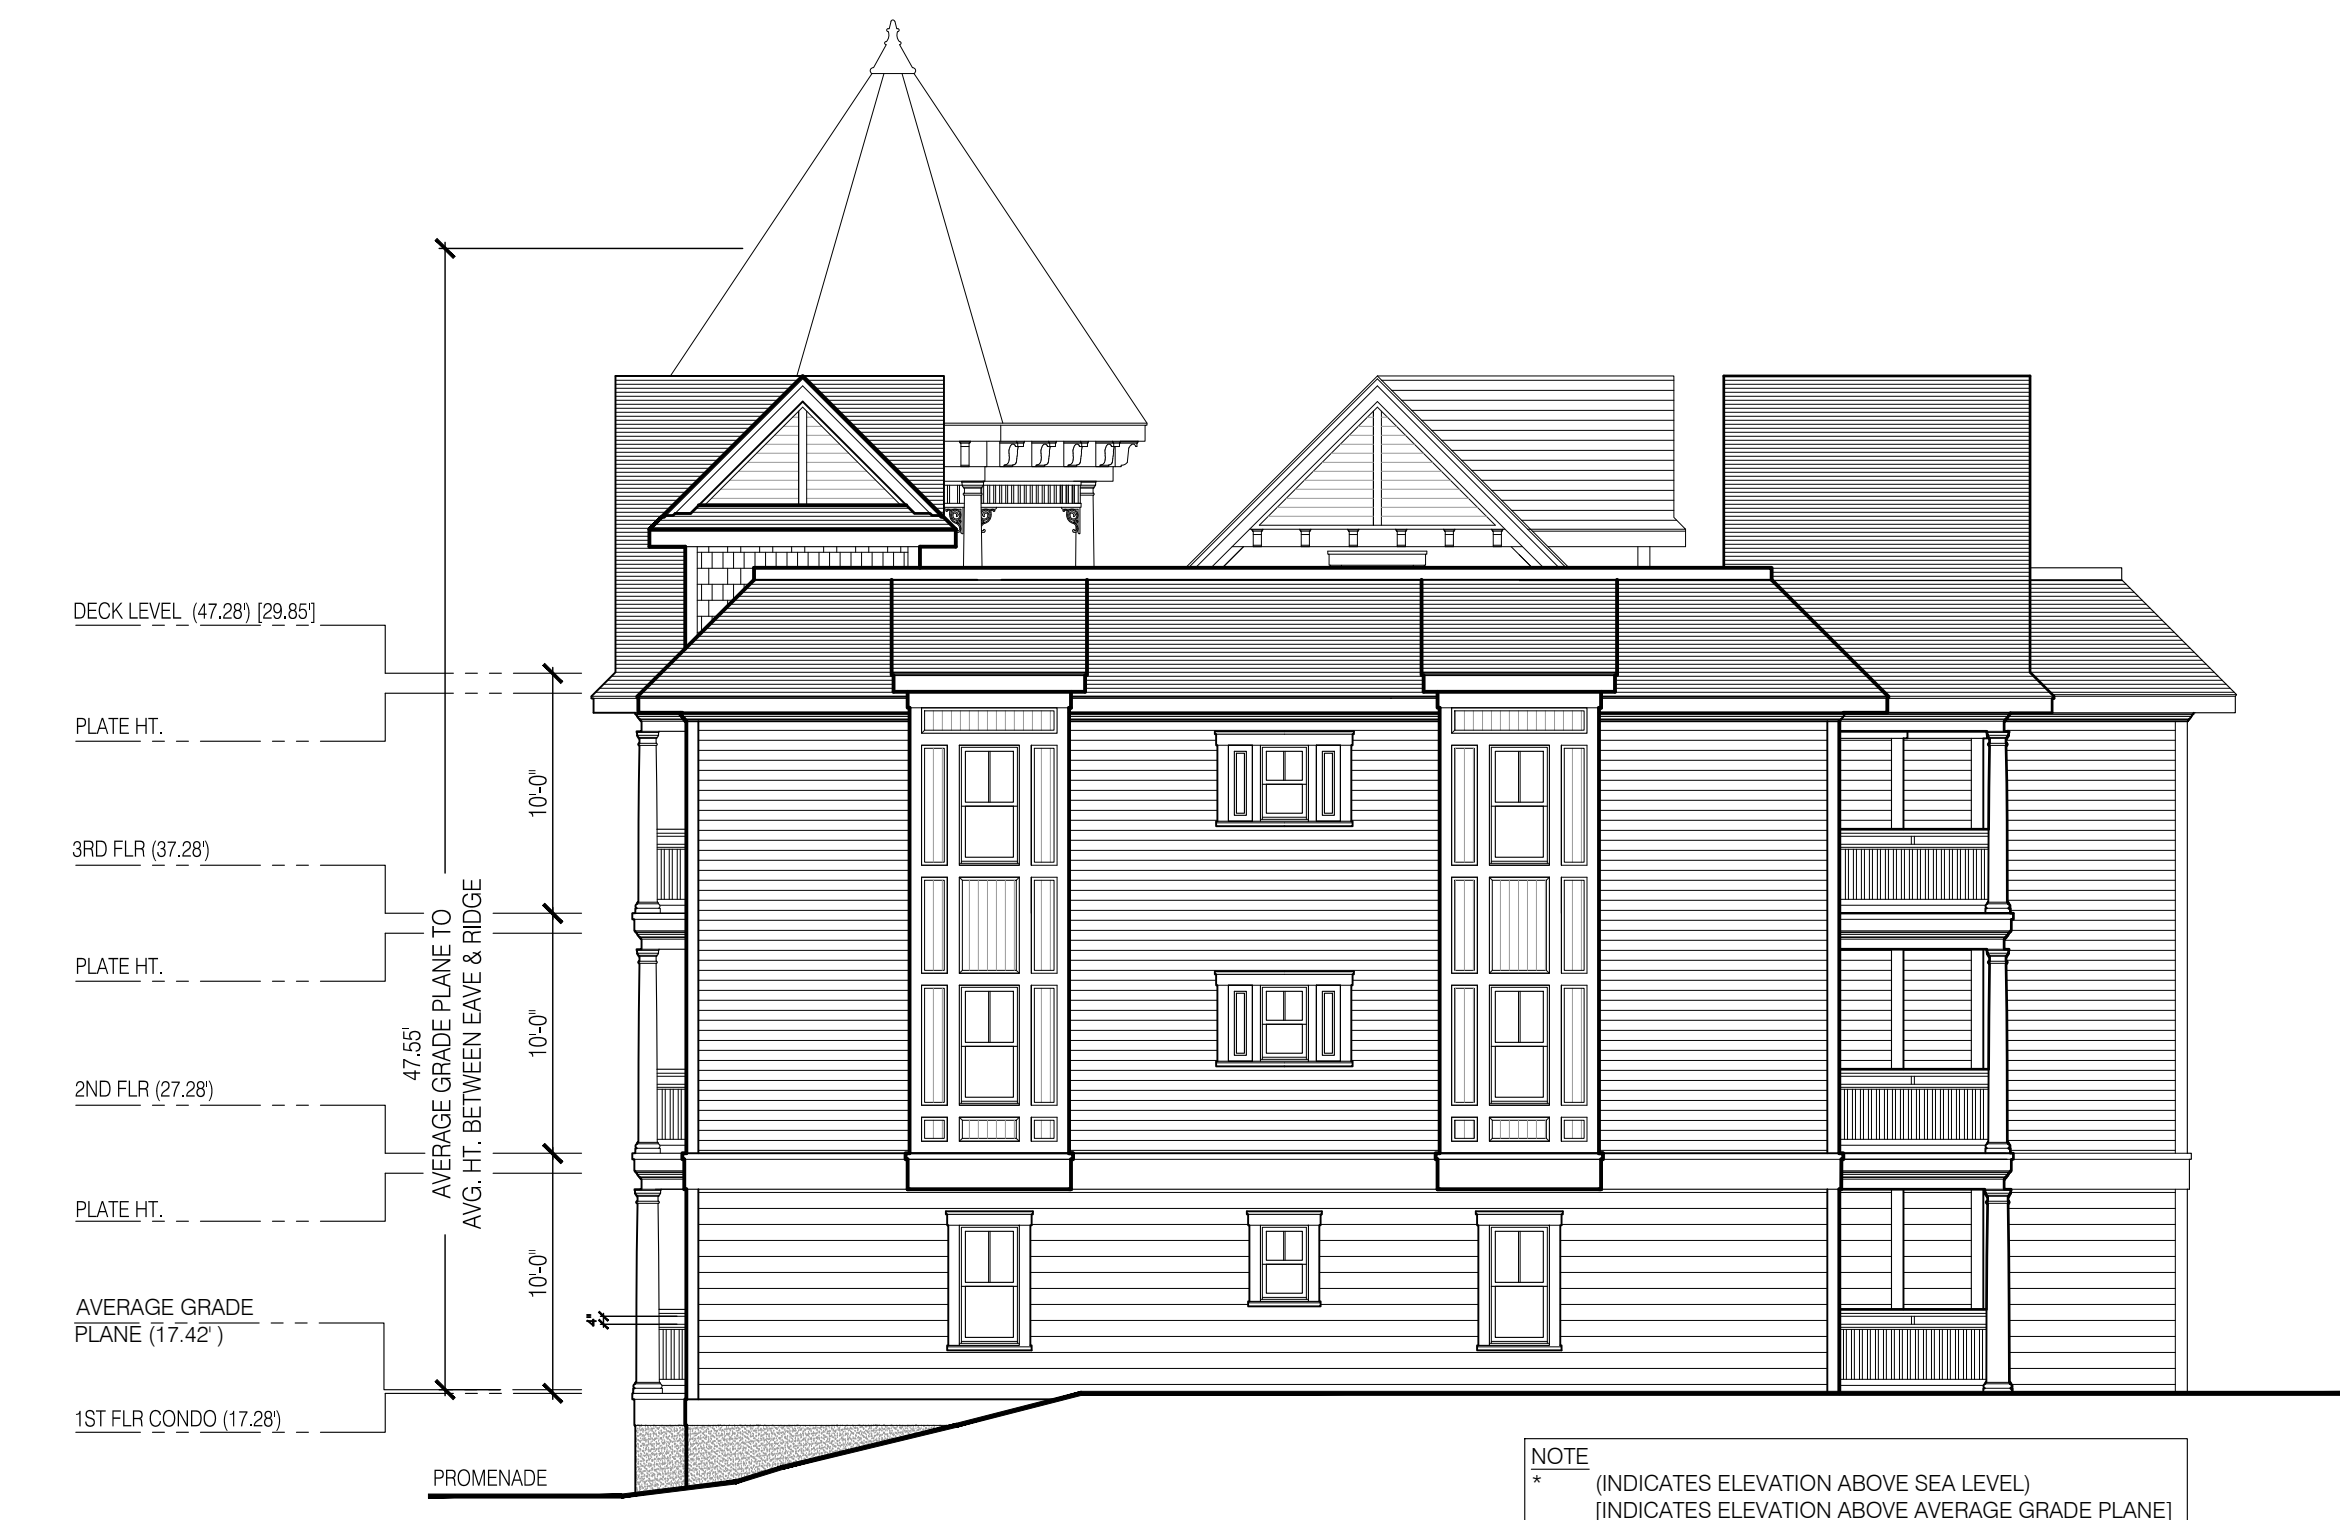 DECK LEVEL (47.28') [29.85']
PLATE HT.
10'-0"
3RD FLR (37.28')
PLATE HT.
47.55'
AVERAGE GRADE PLANE TO
AVG. HT. BETWEEN EAVE & RIDGE
10'-0"
2ND FLR (27.28')
PLATE HT.
10'-0"
AVERAGE GRADE
PLANE (17.42' )
4"
1ST FLR CONDO (17.28')
PROMENADE
NOTE
* (INDICATES ELEVATION ABOVE SEA LEVEL)
[INDICATES ELEVATION ABOVE AVERAGE GRADE PLANE]